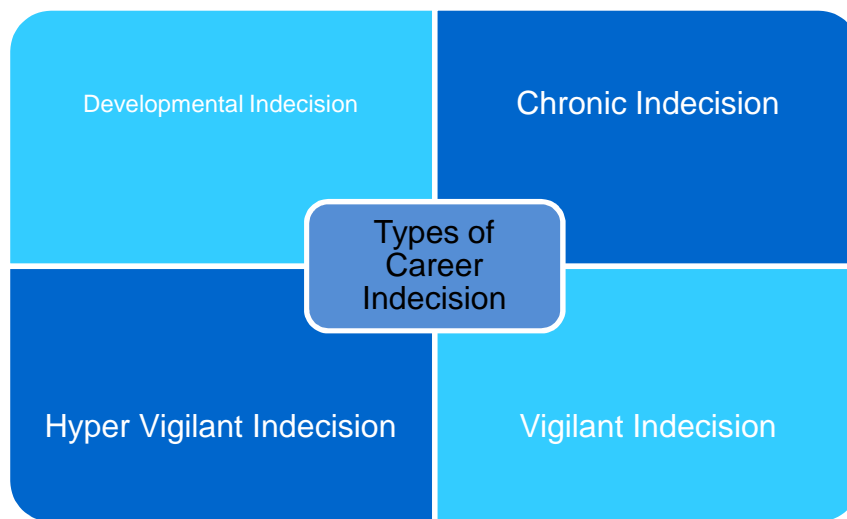 Developmental Indecision
Chronic Indecision
Types of
Career
Indecision
Hyper Vigilant Indecision
Vigilant Indecision